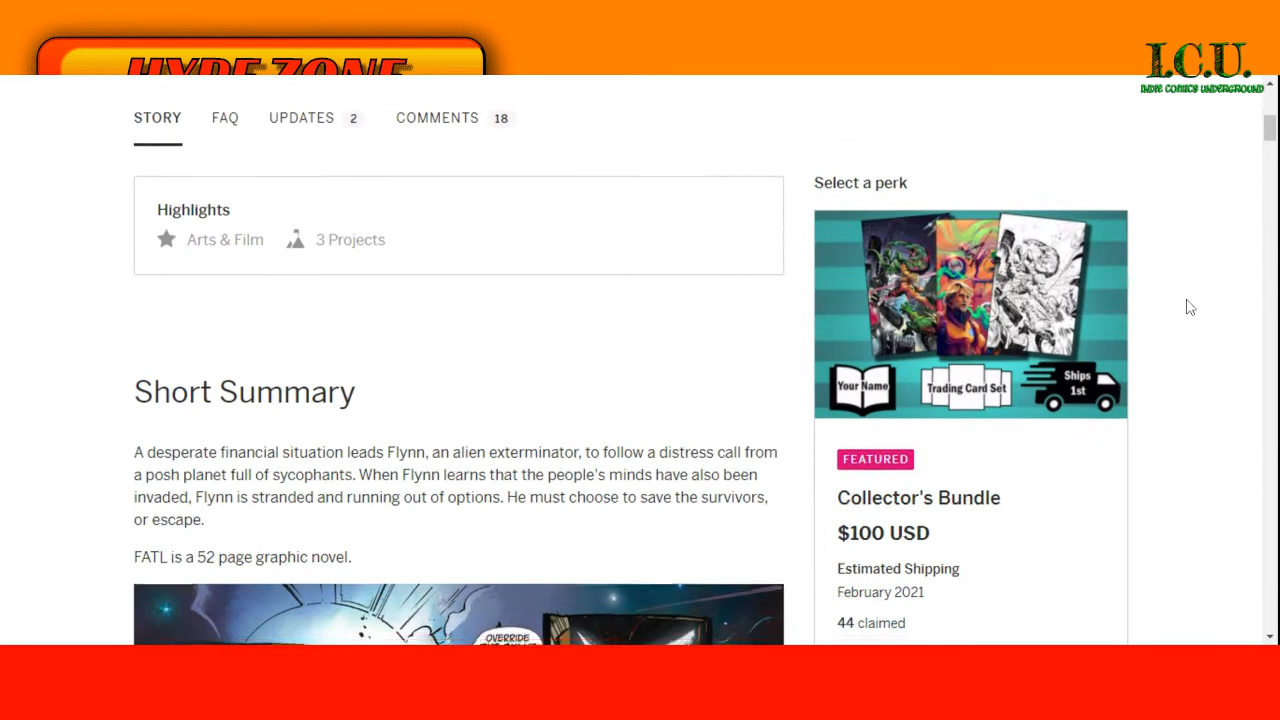 HYPE ZONE
I.C.U.
INDIE COMICS UNDERGROUND
STORY FAQ UPDATES 2 COMMENTS 18
Highlights
Arts & Film 3 Projects
Short Summary
A desperate financial situation leads Flynn, an alien exterminator, to follow a distress call from
a posh planet full of sycophants. When Flynn learns that the people's minds have also been
invaded, Flynn is stranded and running out of options. He must choose to save the survivors,
or escape.
FATL is a 52 page graphic novel.
OVERRIDE
Select a perk
Your Name
Trading Card Set
Ships
1st
FEATURED
Collector's Bundle
$100 USD
Estimated Shipping
February 2021
44 claimed